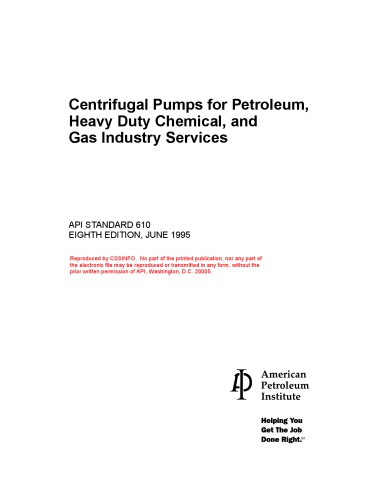 Centrifugal Pumps for Petroleum,
Heavy Duty Chemical, and
Gas Industry Services
API STANDARD 610
EIGHTH EDITION, JUNE 1995
Reproduced by CSSINFO. No part of the printed publication, nor any part of
the electronic file may be reproduced or transmitted in any form, without the
prior written permission of API, Washington, D.C. 20005.
American
Petroleum
Institute
Helping You
Get The Job
Done Right.℠